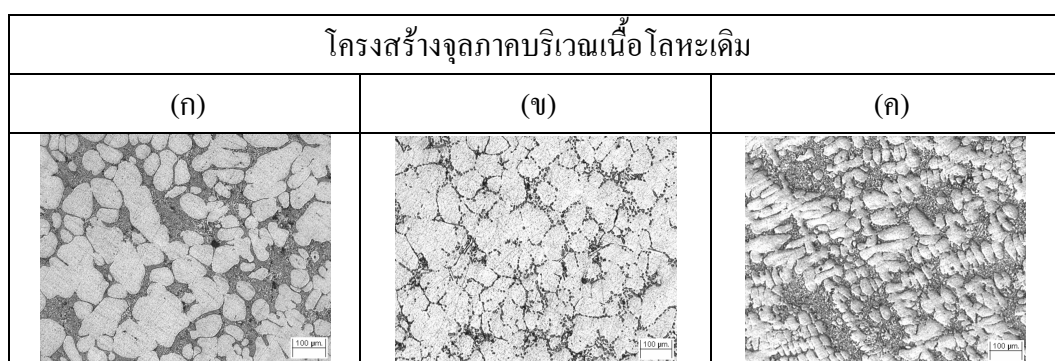 โครงสร้างจุลภาคบริเวณเนื้อโลหะเดิม
(ก)
(ข)
(ค)
100 µm.
100 µm.
100 µm.